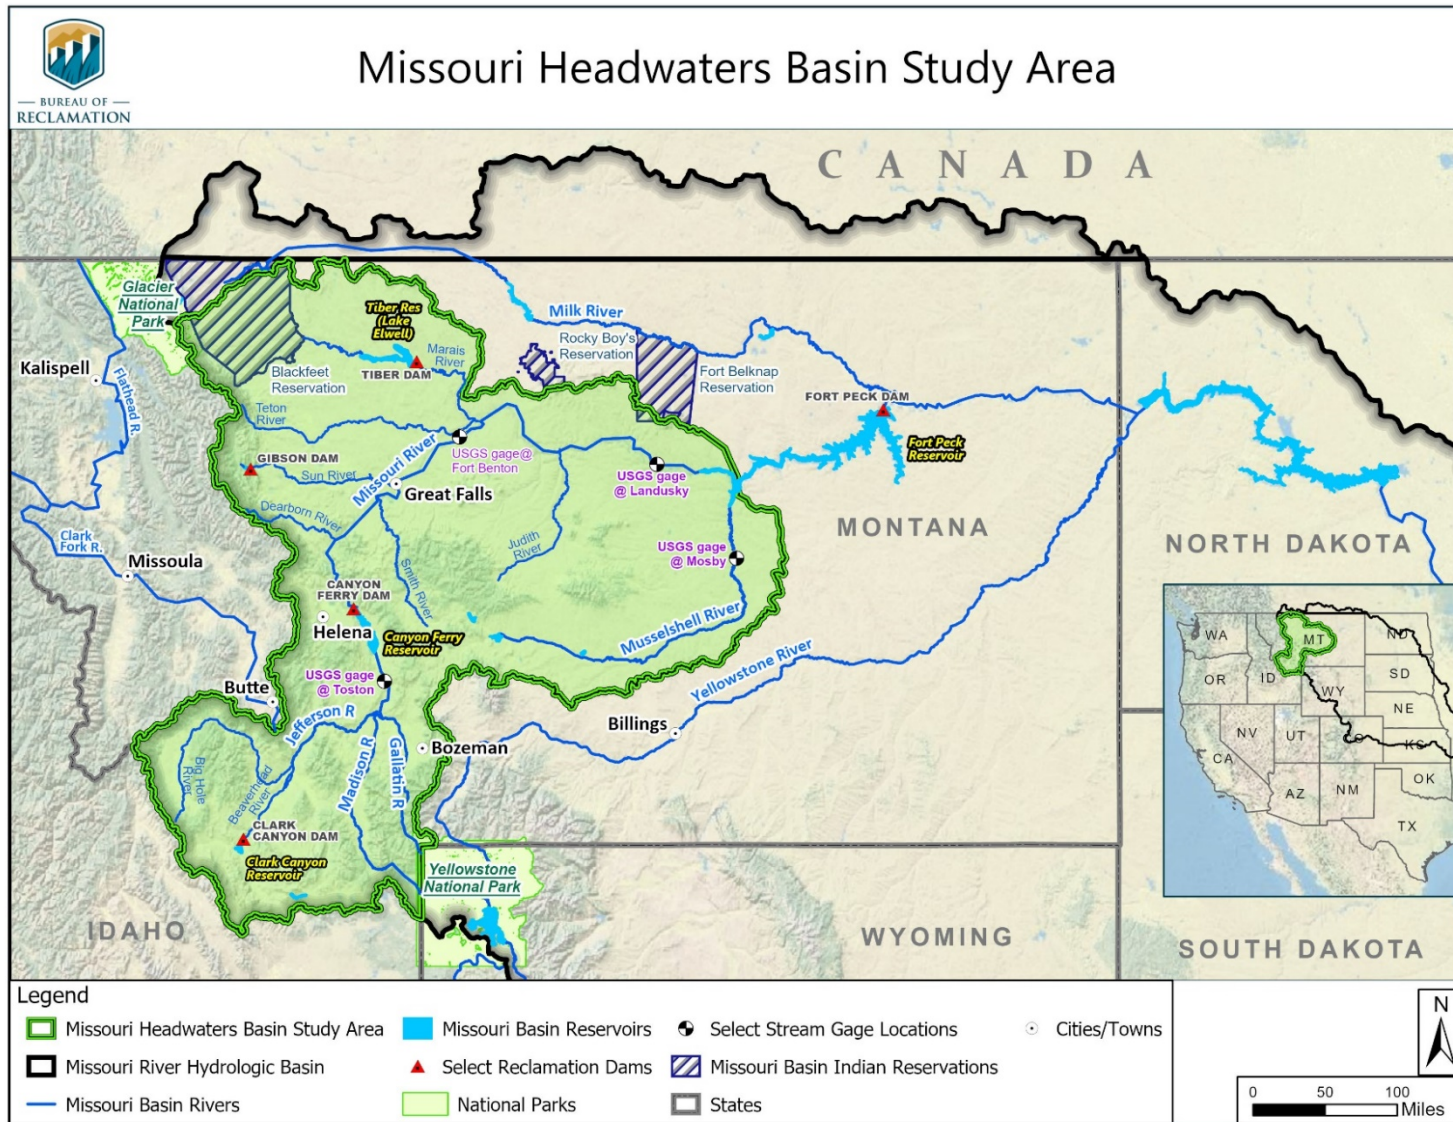 BUREAU OF
RECLAMATION
Missouri Headwaters Basin Study Area
CANADA
Glacier
National
Park
Tiber Res
(Lake
Elwell)
Milk River
Rocky Boy's
Reservation
Marais
River
TIBER DAM
Kalispell
Flathead R.
Blackfeet
Reservation
Fort Belknap
Reservation
FORT PECK DAM
Teton
River
Fort Peck
Reservoir
GIBSON DAM
Missouri River
USGS gage@
Fort Benton
Sun River
USGS gage
@ Landusky
Great Falls
Dearborn River
MONTANA
NORTH DAKOTA
Clark
Fork R.
Missoula
Judith
River
USGS gage
@ Mosby
Smith River
CANYON
FERRY DAM
Helena
Canyon Ferry
Reservoir
Musselshell River
Yellowstone River
USGS gage
@ Toston
Butte
Jefferson R
Billings
Bozeman
Madison R
Gallatin R
Big Hole
River
Beaverhead
River
CLARK
CANYON DAM
Clark Canyon
Reservoir
Yellowstone
National Park
IDAHO
WYOMING
SOUTH DAKOTA
WA
MT
ND
OR
ID
SD
WY
NE
NV
UT
CA
KS
OK
AZ
NM
TX
Legend
Missouri Headwaters Basin Study Area
Missouri Basin Reservoirs
Select Stream Gage Locations
Cities/Towns
Missouri River Hydrologic Basin
Select Reclamation Dams
Missouri Basin Indian Reservations
Missouri Basin Rivers
National Parks
States
N
0 50 100
Miles